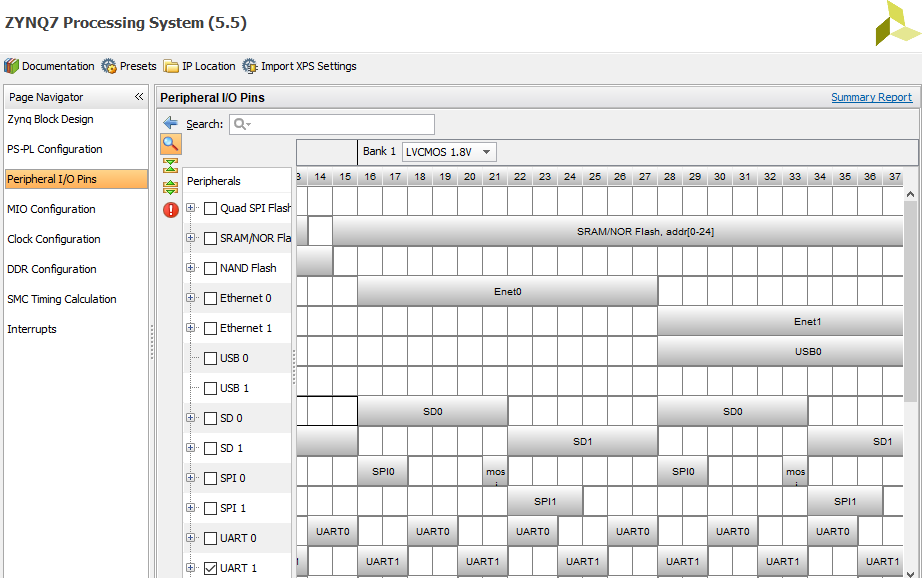 ZYNQ7 Processing System (5.5)
Documentation Presets IP Location Import XPS Settings
Page Navigator «
Zynq Block Design
PS-PL Configuration
Peripheral I/O Pins
MIO Configuration
Clock Configuration
DDR Configuration
SMC Timing Calculation
Interrupts
Peripheral I/O Pins Summary Report
Search:
Bank 1 LVCMOS 1.8V
Peripherals
3 14 15 16 17 18 19 20 21 22 23 24 25 26 27 28 29 30 31 32 33 34 35 36 37
Quad SPI Flash
SRAM/NOR Fla SRAM/NOR Flash, addr[0-24]
NAND Flash
Ethernet 0 Enet0
Ethernet 1 Enet1
USB 0 USB0
USB 1
SD 0 SD0 SD0
SD 1 SD1 SD1
SPI 0 SPI0 mosi SPI0 mosi
SPI 1 SPI1 SPI1
UART 0 UART0 UART0 UART0 UART0 UART0 UART0
UART 1 UART1 UART1 UART1 UART1 UART1 UART1